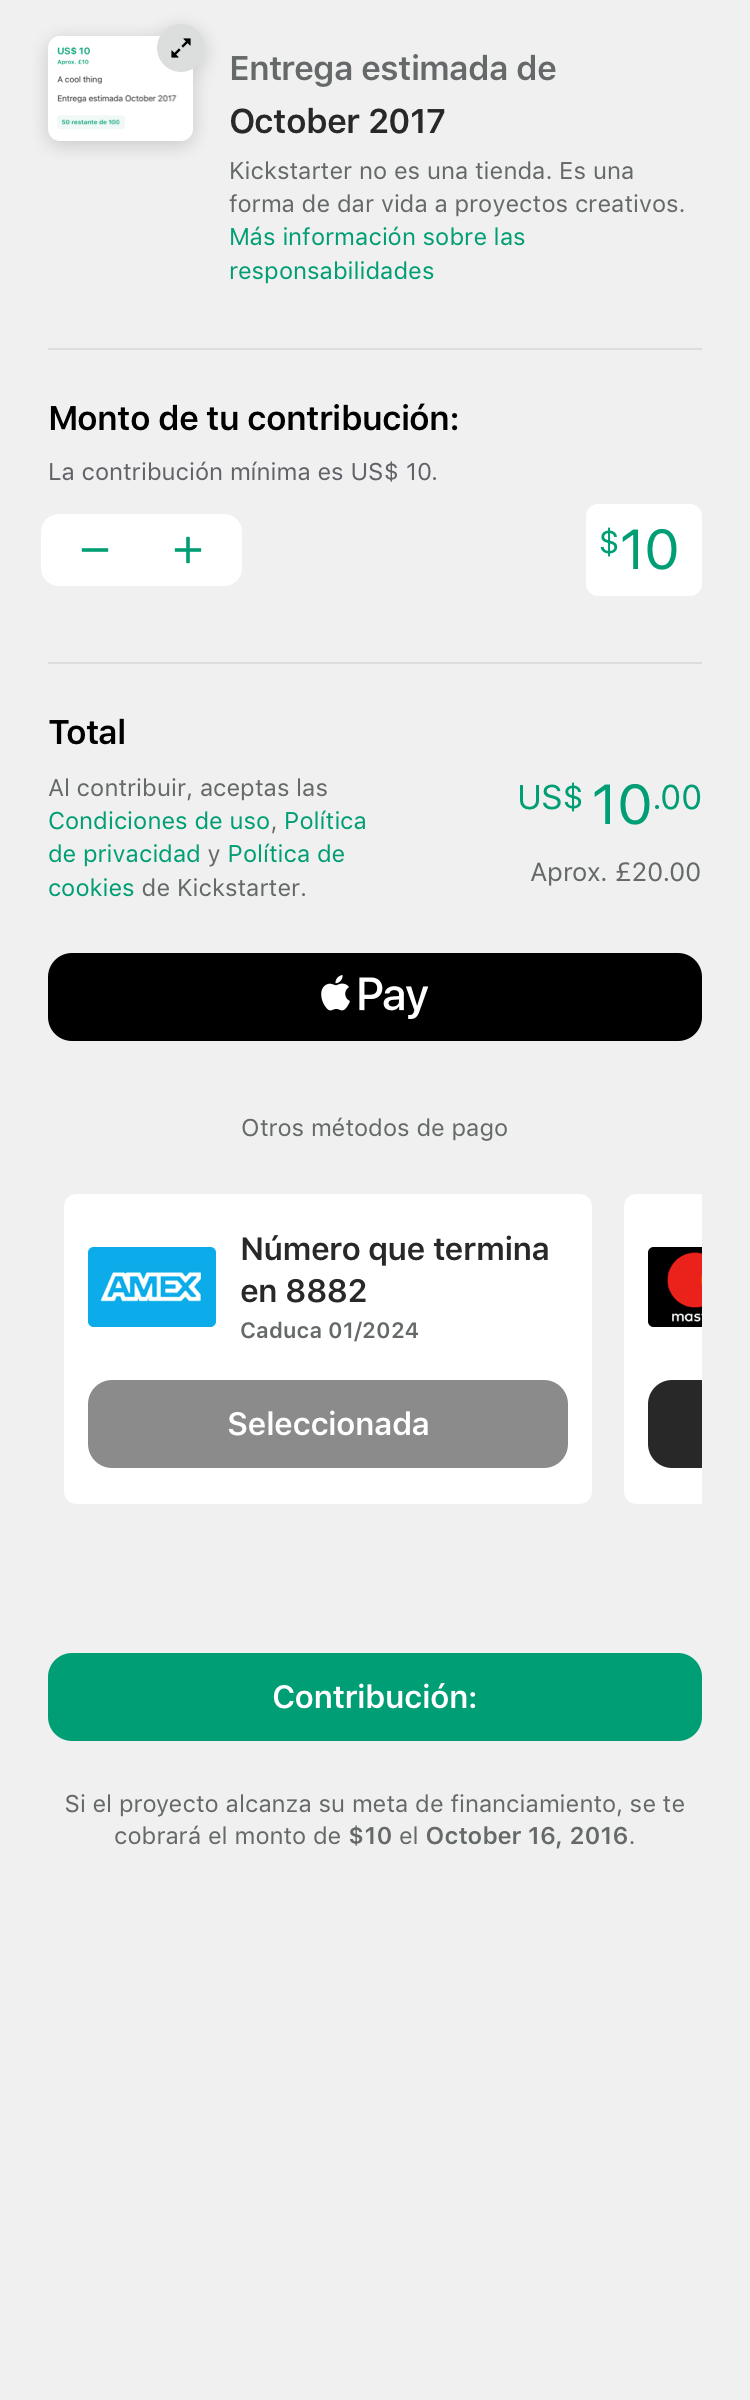 US$ 10
Aprox. £10
A cool thing
Entrega estimada October 2017
50 restante de 100
Entrega estimada de
October 2017
Kickstarter no es una tienda. Es una
forma de dar vida a proyectos creativos.
Más información sobre las
responsabilidades
Monto de tu contribución:
La contribución mínima es US$ 10.
$10
Total
Al contribuir, aceptas las
Condiciones de uso, Política
de privacidad y Política de
cookies de Kickstarter.
US$ 10.00
Aprox. £20.00
Pay
Otros métodos de pago
AMEX
Número que termina
en 8882
Caduca 01/2024
Seleccionada
mas
Contribución:
Si el proyecto alcanza su meta de financiamiento, se te
cobrará el monto de $10 el October 16, 2016.